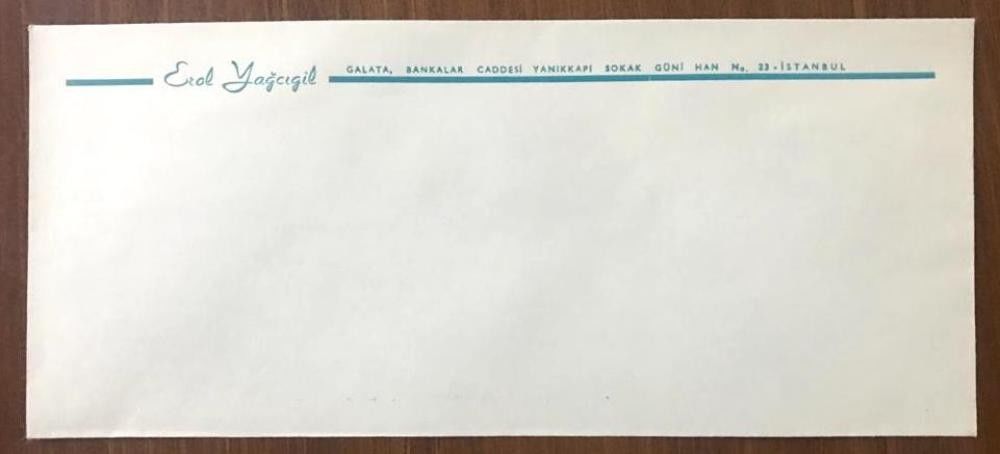 Erol Yağcıgil
GALATA, BANKALAR CADDESİ YANIKKAPI SOKAK GÜNİ HAN No. 23 - İSTANBUL